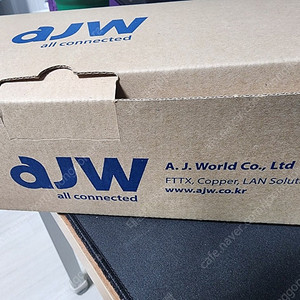 ajw
all connected
ajw
all connected
A. J. World Co., Ltd
FTTX, Copper, LAN Solut
www.ajw.co.kr